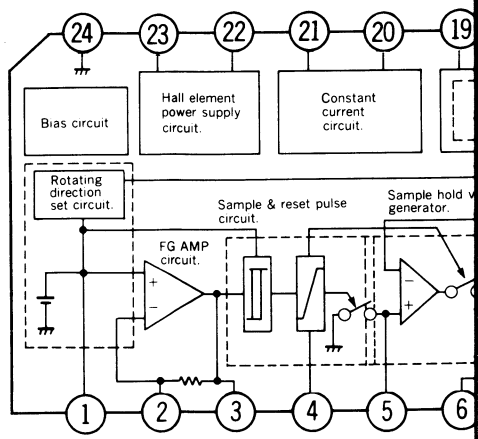 24 23 22 21 20 19
Bias circuit
Hall element
power supply
circuit.
Constant
current
circuit.
Rotating
direction
set circuit.
Sample & reset pulse
circuit.
Sample hold v
generator.
FG AMP
circuit.
+
−
−
+
1 2 3 4 5 6